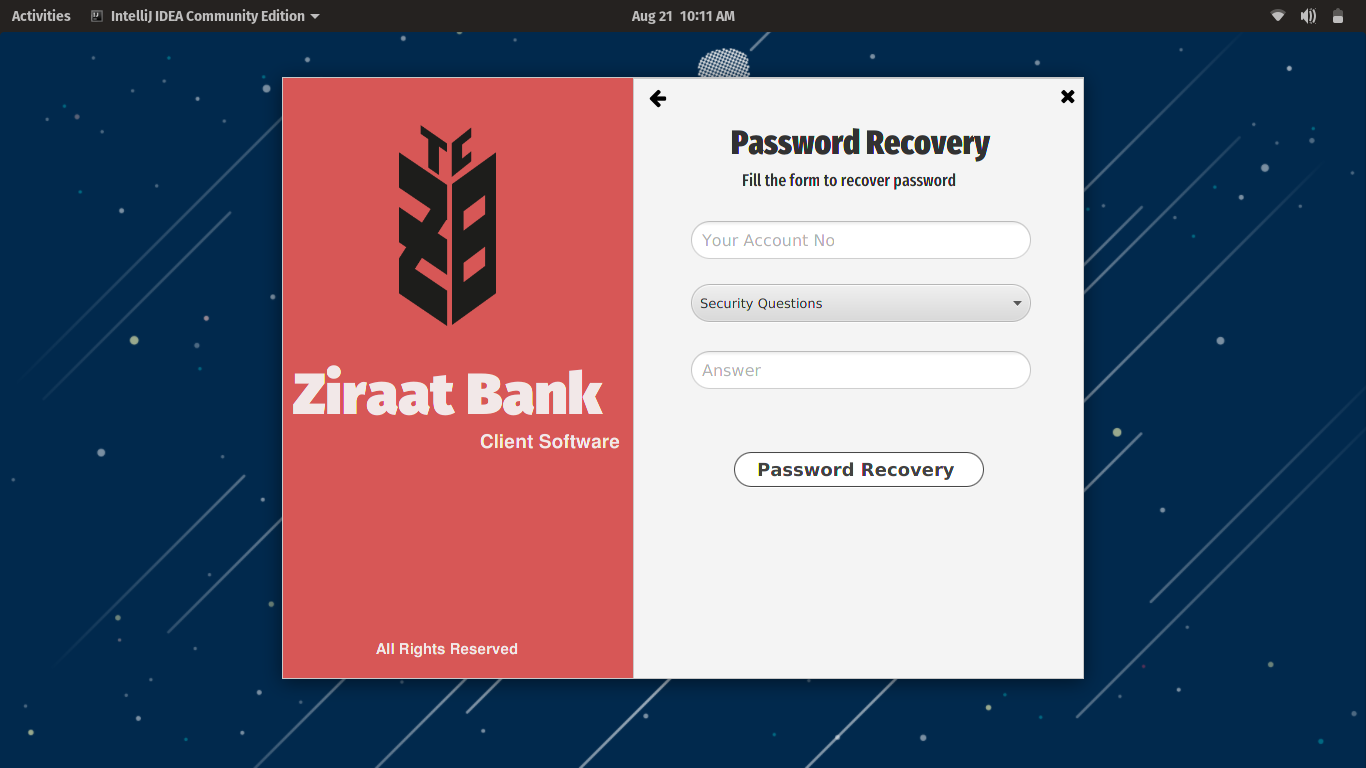 Activities
IntelliJ IDEA Community Edition
Aug 21 10:11 AM
TC
Ziraat Bank
Client Software
All Rights Reserved
Password Recovery
Fill the form to recover password
Your Account No
Security Questions
Answer
Password Recovery